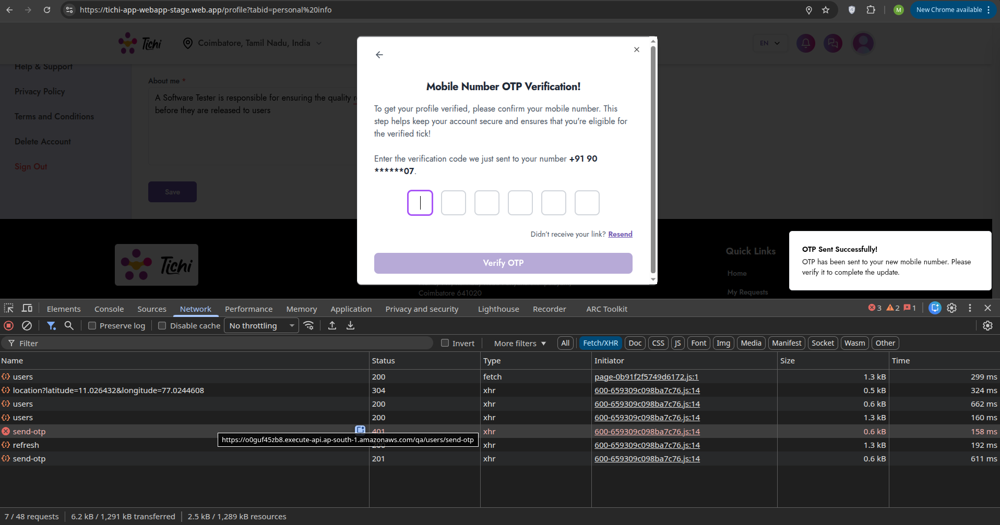 https://tichi-app-webapp-stage.web.app/profile?tabid=personal%20info
M
New Chrome available
Tichi
Coimbatore, Tamil Nadu, India
EN
Help & Support
Privacy Policy
Terms and Conditions
Delete Account
Sign Out
About me *
A Software Tester is responsible for ensuring the quality
before they are released to users
Save
Mobile Number OTP Verification!
To get your profile verified, please confirm your mobile number. This
step helps keep your account secure and ensures that you're eligible for
the verified tick!
Enter the verification code we just sent to your number +91 90
******07.
Didn't receive your link? Resend
Verify OTP
Tichi
Coimbatore 641020
Quick Links
Home
My Requests
OTP Sent Successfully!
OTP has been sent to your new mobile number. Please
verify it to complete the update.
Elements Console Sources Network Performance Memory Application Privacy and security Lighthouse Recorder ARC Toolkit 3 2 1
Preserve log Disable cache No throttling
Filter Invert More filters All Fetch/XHR Doc CSS JS Font Img Media Manifest Socket Wasm Other
Name Status Type Initiator Size Time
users 200 fetch page-0b91f2f5749d6172.js:1 1.3 kB 299 ms
location?latitude=11.026432&longitude=77.0244608 304 xhr 600-659309c098ba7c76.js:14 0.5 kB 324 ms
users 200 xhr 600-659309c098ba7c76.js:14 0.6 kB 662 ms
users 200 xhr 600-659309c098ba7c76.js:14 1.3 kB 160 ms
send-otp 401 xhr 600-659309c098ba7c76.js:14 0.6 kB 158 ms
https://o0guf45zb8.execute-api.ap-south-1.amazonaws.com/qa/users/send-otp
refresh 200 xhr 600-659309c098ba7c76.js:14 1.3 kB 192 ms
send-otp 201 xhr 600-659309c098ba7c76.js:14 0.6 kB 611 ms
7 / 48 requests 6.2 kB / 1,291 kB transferred 2.5 kB / 1,289 kB resources